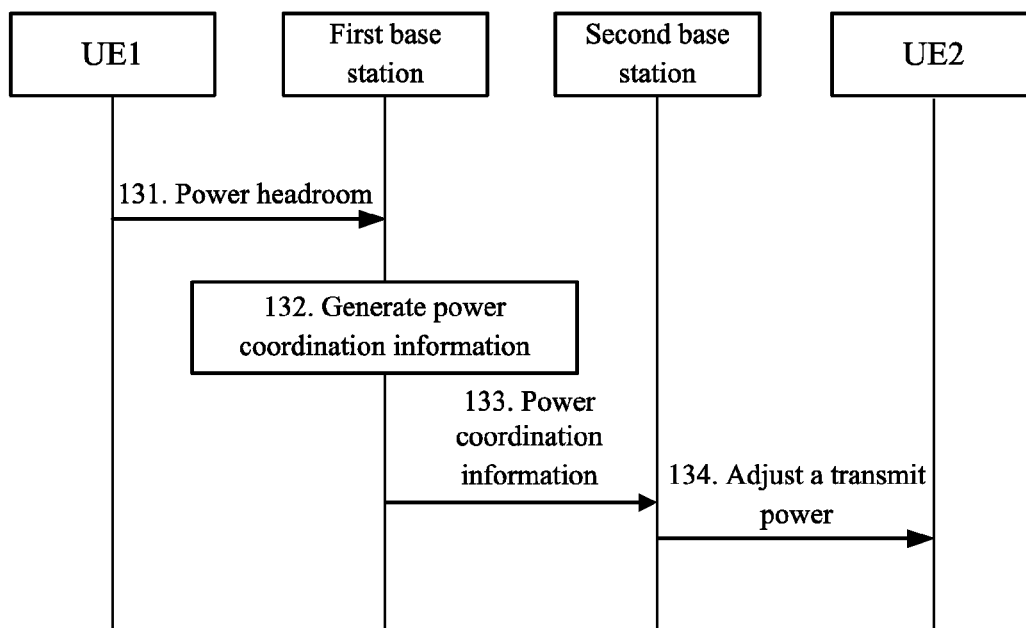 UE1
First base
station
Second base
station
UE2
131. Power headroom
132. Generate power
coordination information
133. Power
coordination
information
134. Adjust a transmit
power